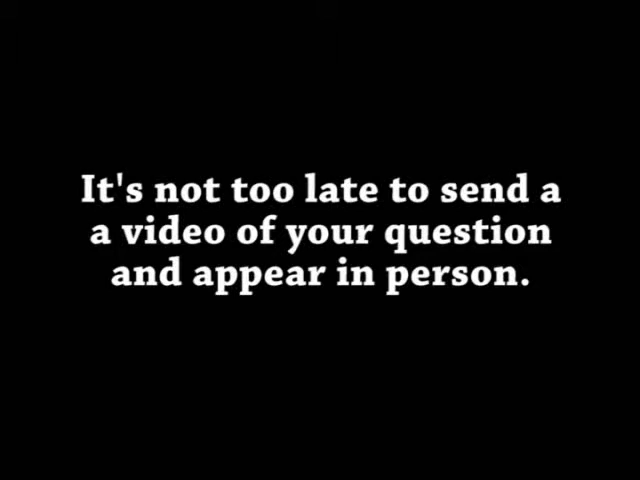 It's not too late to send a
a video of your question
and appear in person.